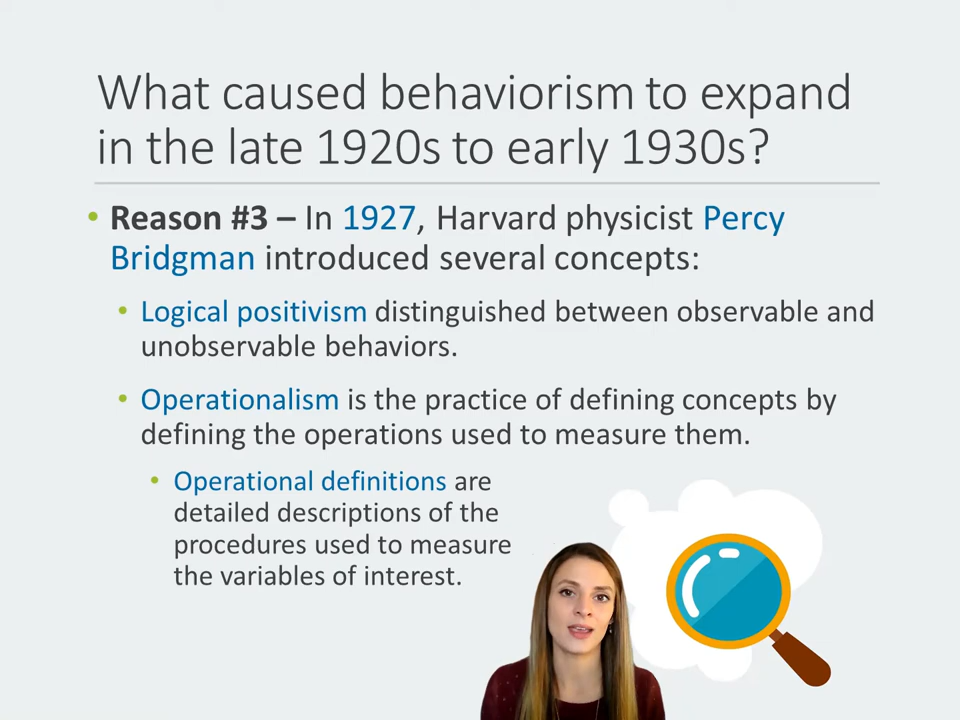 What caused behaviorism to expand
in the late 1920s to early 1930s?
• Reason #3 – In 1927, Harvard physicist Percy
Bridgman introduced several concepts:
• Logical positivism distinguished between observable and
unobservable behaviors.
• Operationalism is the practice of defining concepts by
defining the operations used to measure them.
• Operational definitions are
detailed descriptions of the
procedures used to measure
the variables of interest.